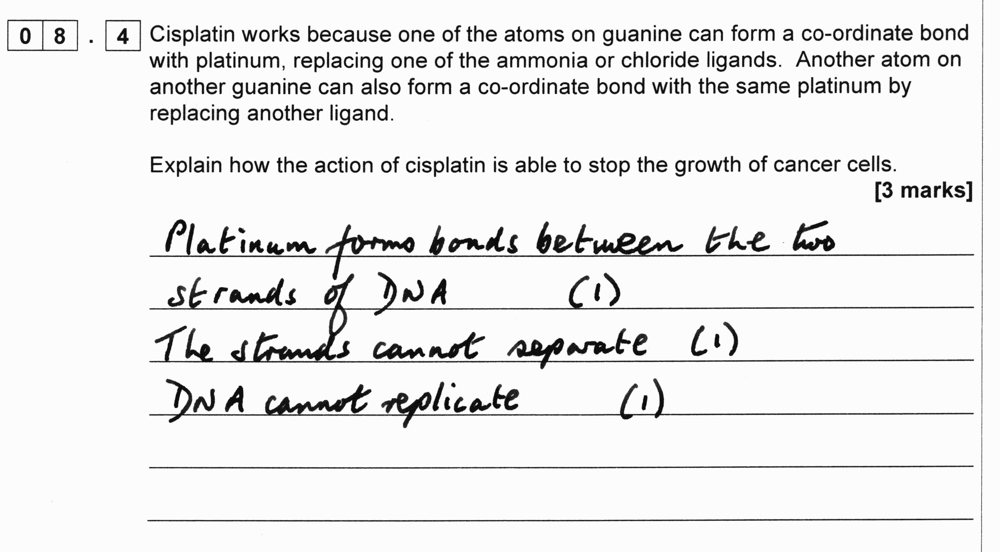 08.4 Cisplatin works because one of the atoms on guanine can form a co-ordinate bond
with platinum, replacing one of the ammonia or chloride ligands. Another atom on
another guanine can also form a co-ordinate bond with the same platinum by
replacing another ligand.
Explain how the action of cisplatin is able to stop the growth of cancer cells.
[3 marks]
Platinum forms bonds between the two
strands of DNA (1)
The strands cannot separate (1)
DNA cannot replicate (1)